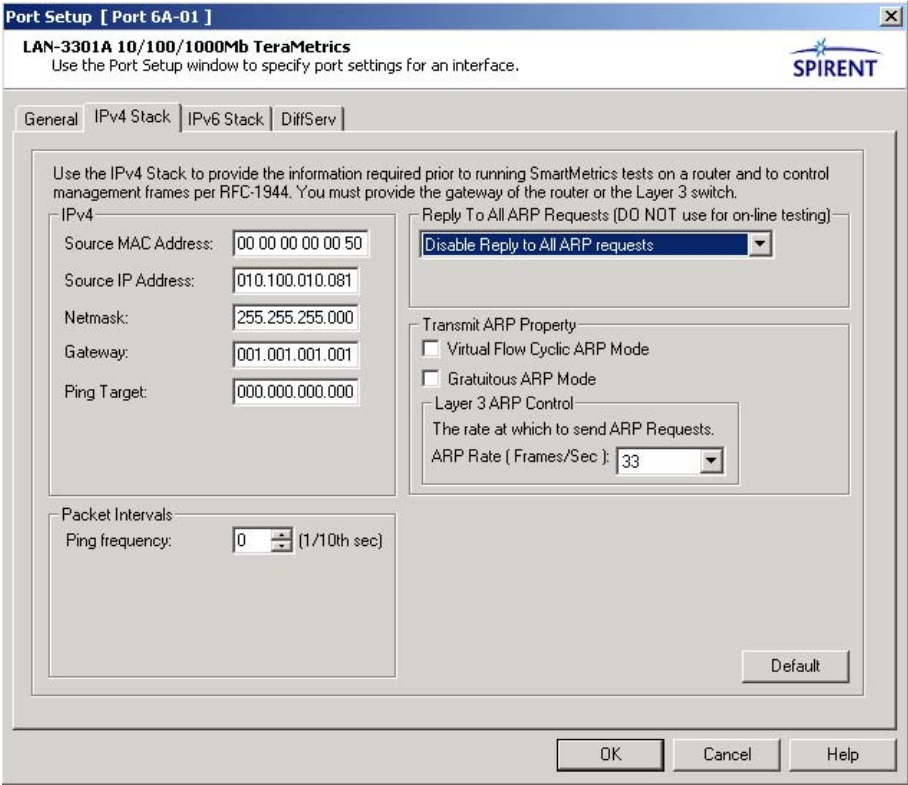 Port Setup [ Port 6A-01 ]
LAN-3301A 10/100/1000Mb TeraMetrics
Use the Port Setup window to specify port settings for an interface.
SPIRENT
General IPv4 Stack IPv6 Stack DiffServ
Use the IPv4 Stack to provide the information required prior to running SmartMetrics tests on a router and to control
management frames per RFC-1944. You must provide the gateway of the router or the Layer 3 switch.
IPv4
Source MAC Address: 00 00 00 00 00 50
Source IP Address: 010.100.010.081
Netmask: 255.255.255.000
Gateway: 001.001.001.001
Ping Target: 000.000.000.000
Reply To All ARP Requests (DO NOT use for on-line testing)
Disable Reply to All ARP requests
Transmit ARP Property
Virtual Flow Cyclic ARP Mode
Gratuitous ARP Mode
Layer 3 ARP Control
The rate at which to send ARP Requests.
ARP Rate ( Frames/Sec ): 33
Packet Intervals
Ping frequency: 0 (1/10th sec)
Default
OK Cancel Help